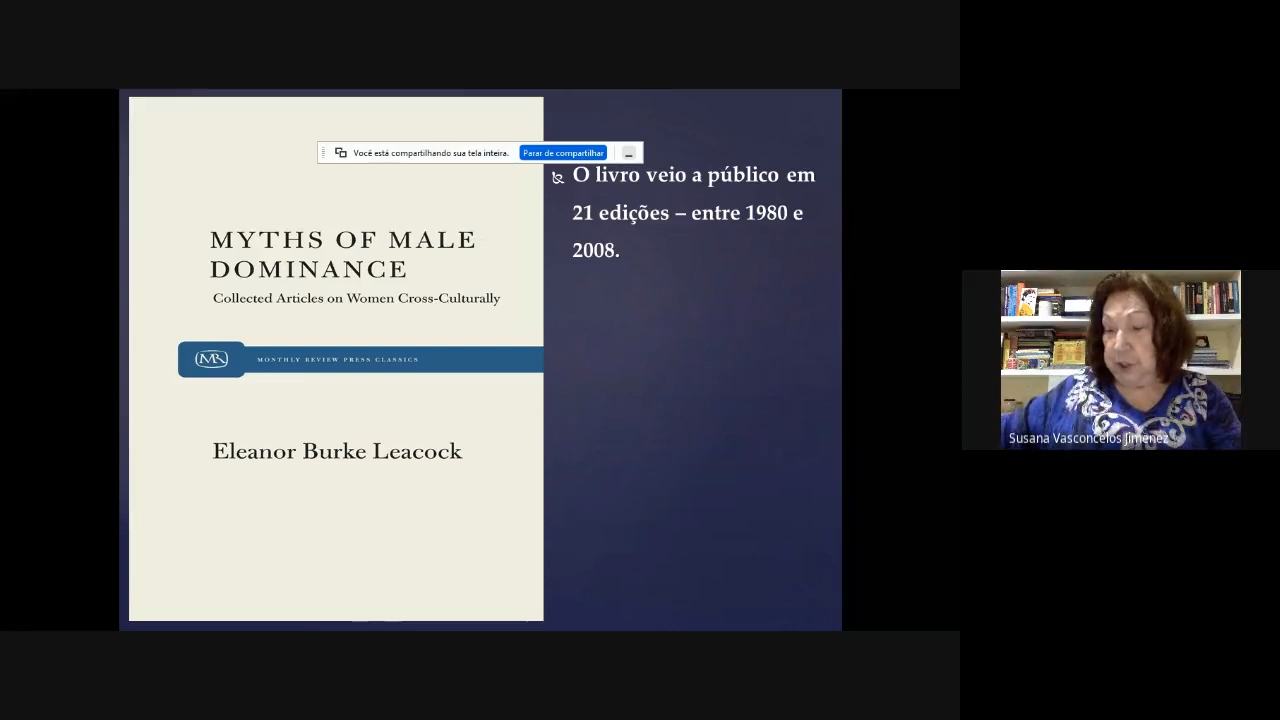 Você está compartilhando sua tela inteira.
Parar de compartilhar
MYTHS OF MALE
DOMINANCE
Collected Articles on Women Cross-Culturally
MR
MONTHLY REVIEW PRESS CLASSICS
Eleanor Burke Leacock
O livro veio a público em
21 edições – entre 1980 e
2008.
Susana Vasconcelos Jimenez